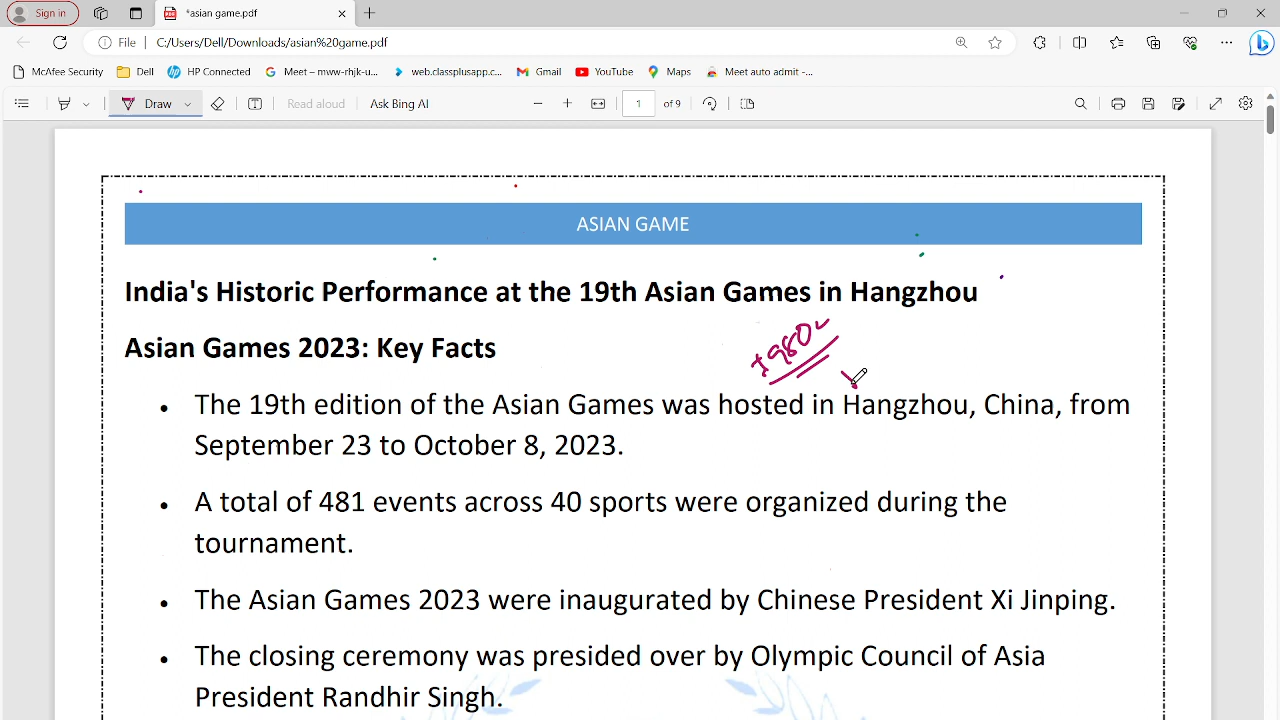 Sign in
*asian game.pdf
File
C:/Users/Dell/Downloads/asian%20game.pdf
McAfee Security
Dell
HP Connected
Meet – mww-rhjk-u...
web.classplusapp.c...
Gmail
YouTube
Maps
Meet auto admit -...
Draw
Read aloud
Ask Bing AI
1
of 9
ASIAN GAME
India's Historic Performance at the 19th Asian Games in Hangzhou
Asian Games 2023: Key Facts
• The 19th edition of the Asian Games was hosted in Hangzhou, China, from
September 23 to October 8, 2023.
• A total of 481 events across 40 sports were organized during the
tournament.
• The Asian Games 2023 were inaugurated by Chinese President Xi Jinping.
• The closing ceremony was presided over by Olympic Council of Asia
President Randhir Singh.